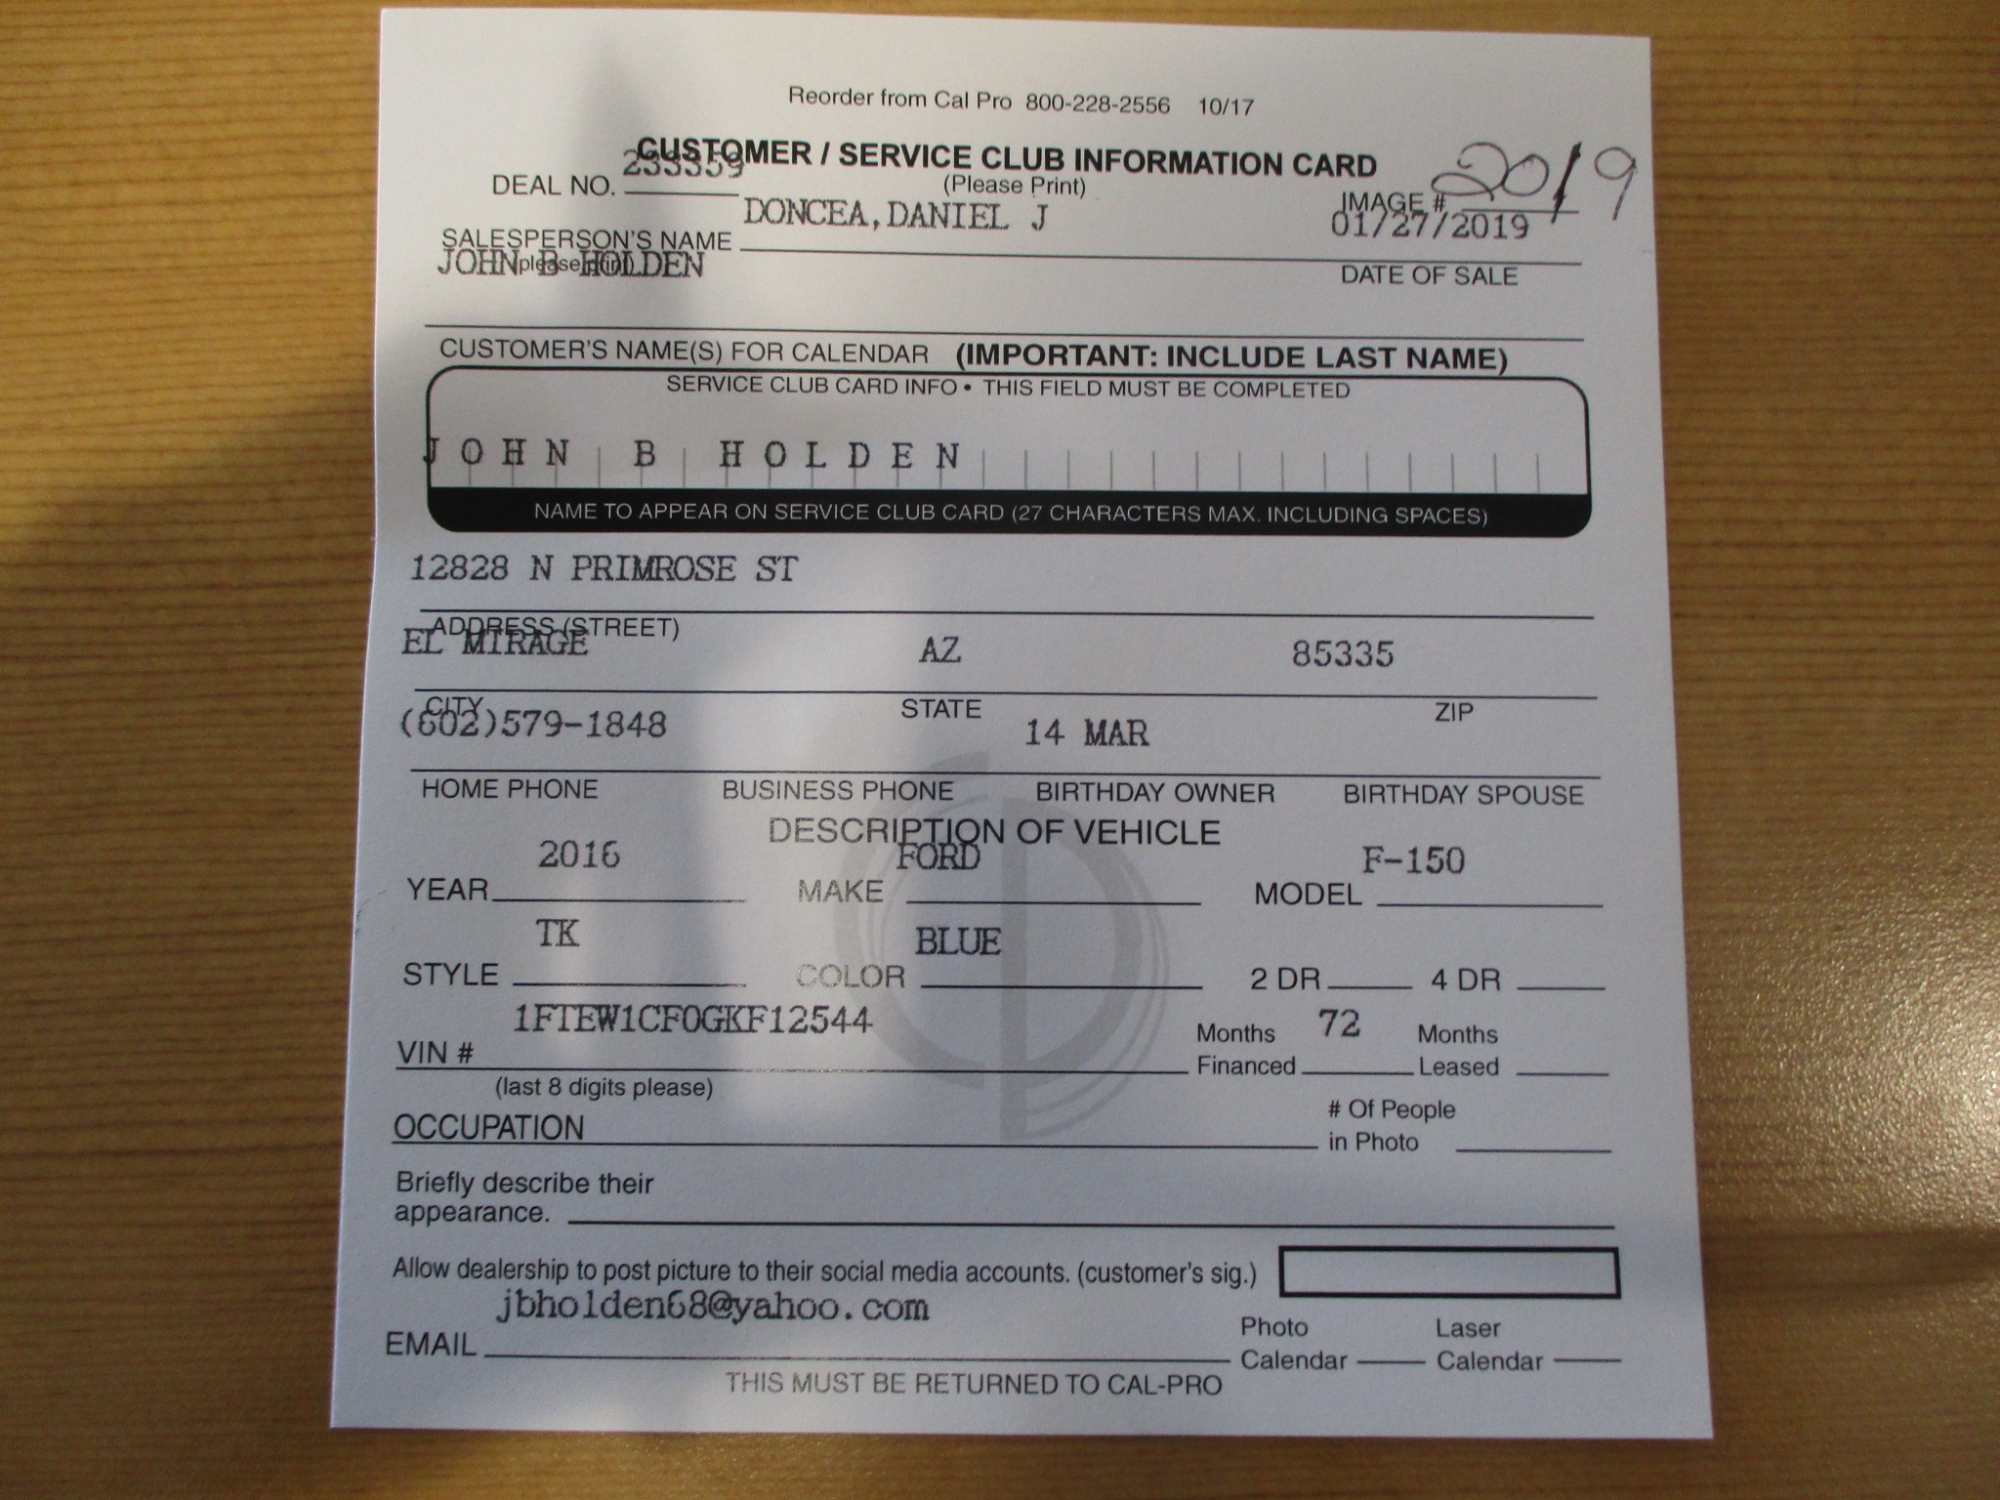 Reorder from Cal Pro 800-228-2556 10/17
CUSTOMER / SERVICE CLUB INFORMATION CARD
(Please Print)
DEAL NO. 233359
IMAGE # 2019
SALESPERSON'S NAME DONCEA,DANIEL J 01/27/2019
(please print) DATE OF SALE
JOHN B HOLDEN
CUSTOMER'S NAME(S) FOR CALENDAR (IMPORTANT: INCLUDE LAST NAME)
SERVICE CLUB CARD INFO • THIS FIELD MUST BE COMPLETED
JOHN B HOLDEN
NAME TO APPEAR ON SERVICE CLUB CARD (27 CHARACTERS MAX. INCLUDING SPACES)
12828 N PRIMROSE ST
ADDRESS (STREET)
EL MIRAGE AZ 85335
CITY STATE ZIP
(602)579-1848 14 MAR
HOME PHONE BUSINESS PHONE BIRTHDAY OWNER BIRTHDAY SPOUSE
DESCRIPTION OF VEHICLE
YEAR 2016 MAKE FORD MODEL F-150
STYLE TK COLOR BLUE 2 DR 4 DR
VIN # 1FTEW1CF0GKF12544 Months Financed 72 Months Leased
(last 8 digits please)
OCCUPATION # Of People in Photo
Briefly describe their
appearance.
Allow dealership to post picture to their social media accounts. (customer's sig.)
EMAIL jbholden68@yahoo.com Photo Calendar Laser Calendar
THIS MUST BE RETURNED TO CAL-PRO